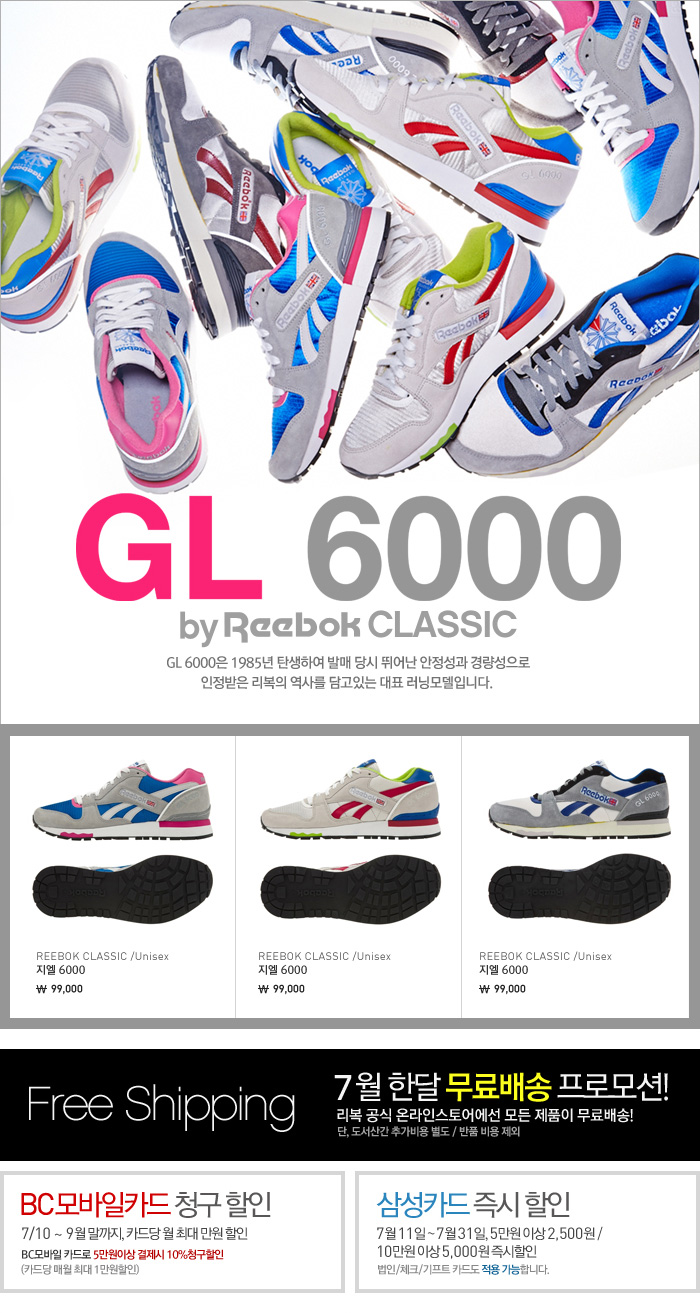 GL 6000
by Reebok CLASSIC
GL 6000은 1985년 탄생하여 발매 당시 뛰어난 안정성과 경량성으로
인정받은 리복의 역사를 담고있는 대표 러닝모델입니다.
REEBOK CLASSIC /Unisex
지엘 6000
₩ 99,000
REEBOK CLASSIC /Unisex
지엘 6000
₩ 99,000
REEBOK CLASSIC /Unisex
지엘 6000
₩ 99,000
Free Shipping
7월 한달 무료배송 프로모션!
리복 공식 온라인스토어에선 모든 제품이 무료배송!
단, 도서산간 추가비용 별도 / 반품 비용 제외
BC모바일카드 청구 할인
7/10 ~ 9월 말까지, 카드당 월 최대 만원 할인
BC모바일 카드로 5만원이상 결제시 10%청구할인
(카드당 매월 최대 1만원할인)
삼성카드 즉시 할인
7월 11일~7월 31일, 5만원 이상 2,500원 /
10만원 이상 5,000원 즉시할인
법인/체크/기프트 카드도 적용 가능합니다.